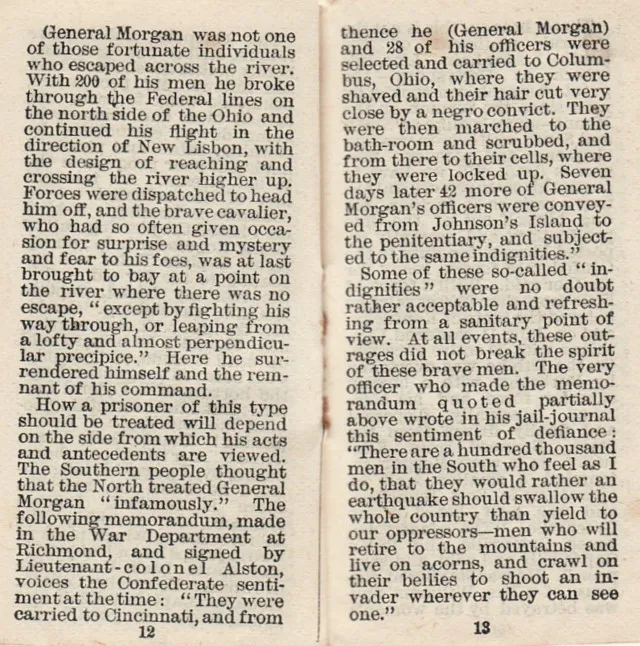 General Morgan was not one
of those fortunate individuals
who escaped across the river.
With 200 of his men he broke
through the Federal lines on
the north side of the Ohio and
continued his flight in the
direction of New Lisbon, with
the design of reaching and
crossing the river higher up.
Forces were dispatched to head
him off, and the brave cavalier,
who had so often given occa-
sion for surprise and mystery
and fear to his foes, was at last
brought to bay at a point on
the river where there was no
escape, "except by fighting his
way through, or leaping from
a lofty and almost perpendicu-
lar precipice." Here he sur-
rendered himself and the rem-
nant of his command.
How a prisoner of this type
should be treated will depend
on the side from which his acts
and antecedents are viewed.
The Southern people thought
that the North treated General
Morgan "infamously." The
following memorandum, made
in the War Department at
Richmond, and signed by
Lieutenant-colonel Alston,
voices the Confederate senti-
ment at the time: "They were
carried to Cincinnati, and from
12
thence he (General Morgan)
and 28 of his officers were
selected and carried to Colum-
bus, Ohio, where they were
shaved and their hair cut very
close by a negro convict. They
were then marched to the
bath-room and scrubbed, and
from there to their cells, where
they were locked up. Seven
days later 42 more of General
Morgan's officers were convey-
ed from Johnson's Island to
the penitentiary, and subject-
ed to the same indignities."
Some of these so-called "in-
dignities" were no doubt
rather acceptable and refresh-
ing from a sanitary point of
view. At all events, these out-
rages did not break the spirit
of these brave men. The very
officer who made the memo-
randum quoted partially
above wrote in his jail-journal
this sentiment of defiance:
"There are a hundred thousand
men in the South who feel as I
do, that they would rather an
earthquake should swallow the
whole country than yield to
our oppressors—men who will
retire to the mountains and
live on acorns, and crawl on
their bellies to shoot an in-
vader wherever they can see
one."
13